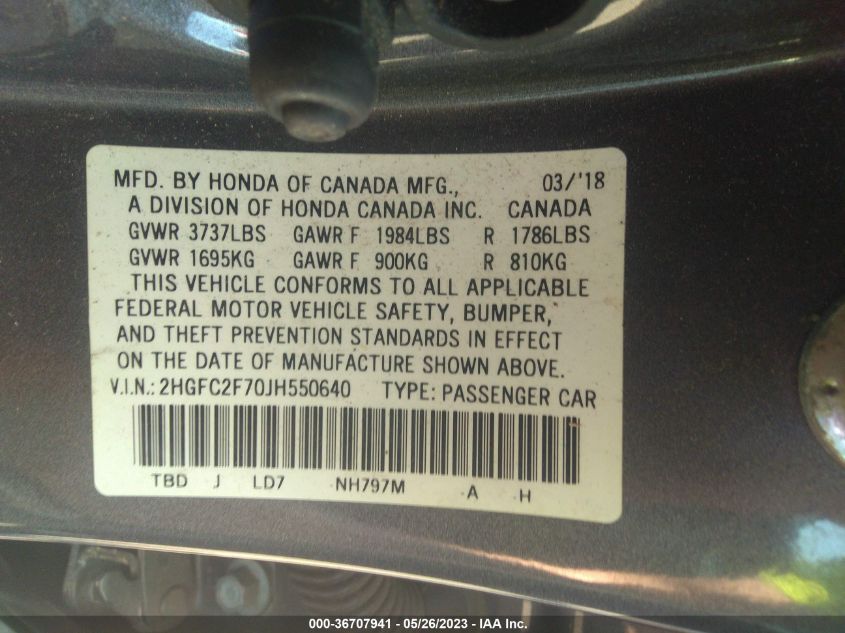 MFD. BY HONDA OF CANADA MFG., 03/'18
A DIVISION OF HONDA CANADA INC. CANADA
GVWR 3737LBS GAWR F 1984LBS R 1786LBS
GVWR 1695KG GAWR F 900KG R 810KG
THIS VEHICLE CONFORMS TO ALL APPLICABLE
FEDERAL MOTOR VEHICLE SAFETY, BUMPER,
AND THEFT PREVENTION STANDARDS IN EFFECT
ON THE DATE OF MANUFACTURE SHOWN ABOVE.
V.I.N.: 2HGFC2F70JH550640 TYPE: PASSENGER CAR
TBD J LD7 NH797M A H
000-36707941 - 05/26/2023 - IAA Inc.